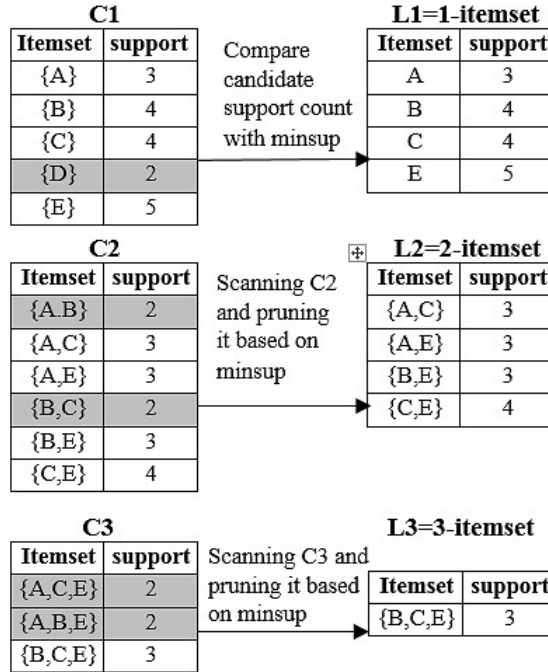 C1
Itemset support
{A} 3
{B} 4
{C} 4
{D} 2
{E} 5
Compare
candidate
support count
with minsup
L1=1-itemset
Itemset support
A 3
B 4
C 4
E 5
C2
Itemset support
{A.B} 2
{A,C} 3
{A,E} 3
{B,C} 2
{B,E} 3
{C,E} 4
Scanning C2
and pruning
it based on
minsup
L2=2-itemset
Itemset support
{A,C} 3
{A,E} 3
{B,E} 3
{C,E} 4
C3
Itemset support
{A,C,E} 2
{A,B,E} 2
{B,C,E} 3
Scanning C3 and
pruning it based
on minsup
L3=3-itemset
Itemset support
{B,C,E} 3